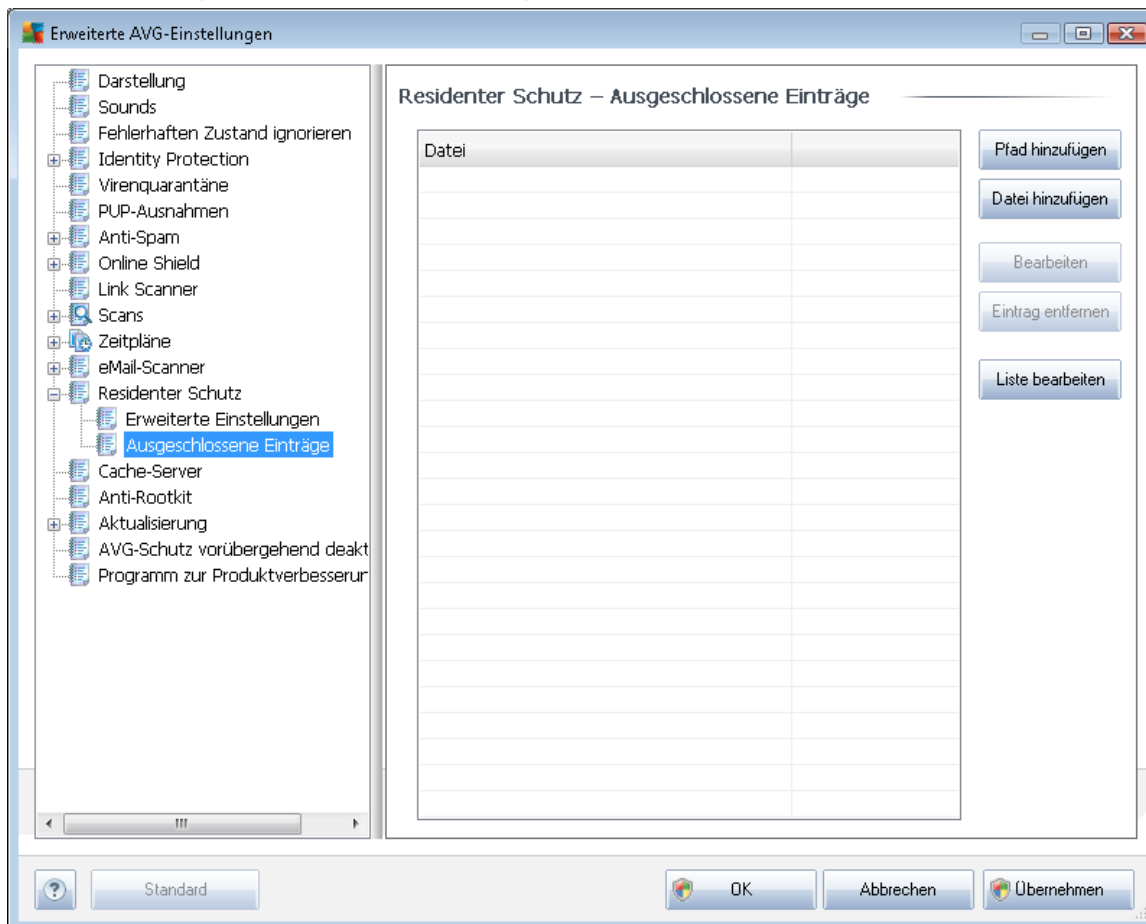 Erweiterte AVG-Einstellungen
Darstellung
Sounds
Fehlerhaften Zustand ignorieren
Identity Protection
Virenquarantäne
PUP-Ausnahmen
Anti-Spam
Online Shield
Link Scanner
Scans
Zeitpläne
eMail-Scanner
Residenter Schutz
Erweiterte Einstellungen
Ausgeschlossene Einträge
Cache-Server
Anti-Rootkit
Aktualisierung
AVG-Schutz vorübergehend deakt
Programm zur Produktverbesserur
Residenter Schutz – Ausgeschlossene Einträge
Datei
Pfad hinzufügen
Datei hinzufügen
Bearbeiten
Eintrag entfernen
Liste bearbeiten
?
Standard
OK
Abbrechen
Übernehmen